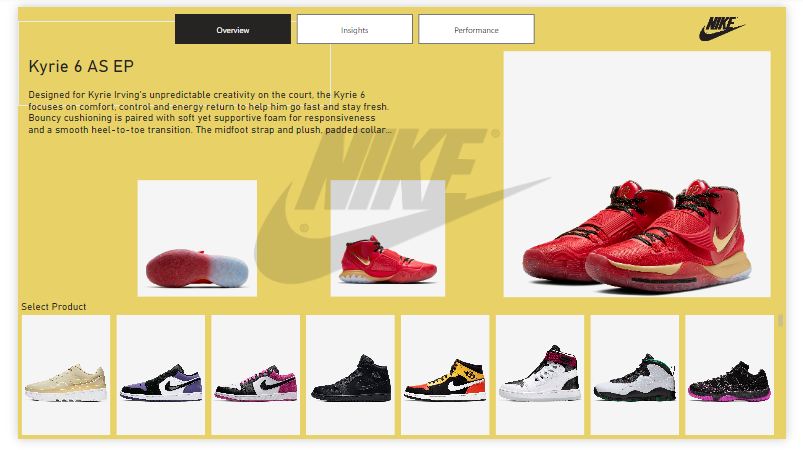 Overview
Insights
Performance
NIKE
Kyrie 6 AS EP
Designed for Kyrie Irving's unpredictable creativity on the court, the Kyrie 6
focuses on comfort, control and energy return to help him go fast and stay fresh.
Bouncy cushioning is paired with soft yet supportive foam for responsiveness
and a smooth heel-to-toe transition. The midfoot strap and plush, padded collar...
NIKE
Select Product